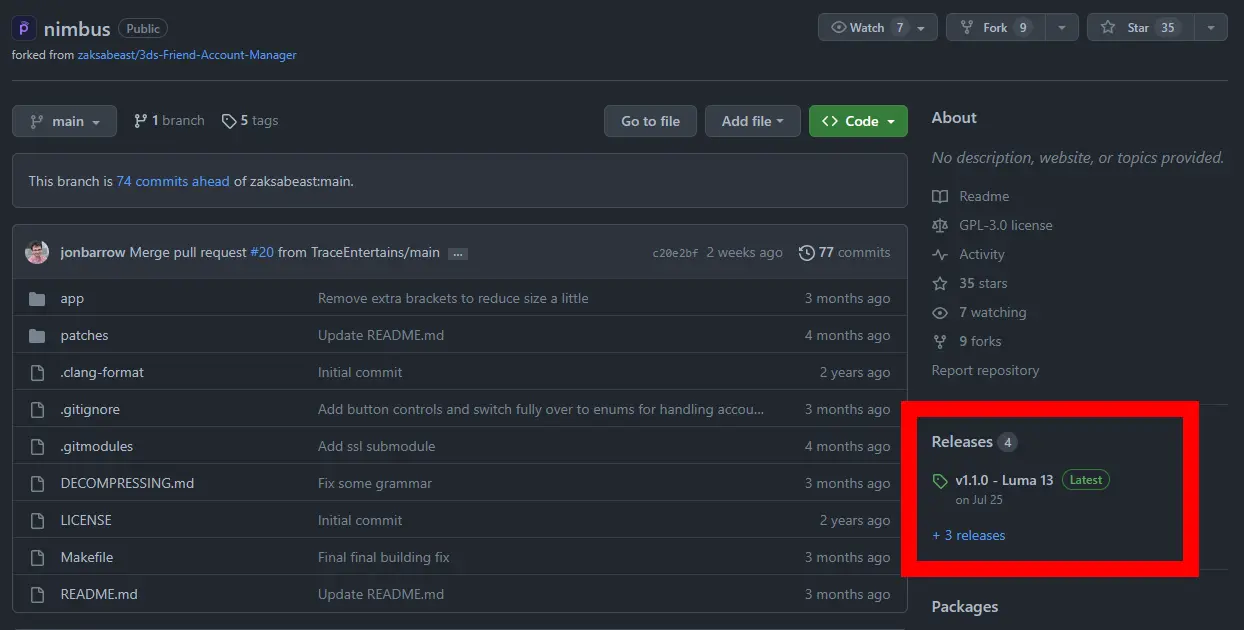 nimbus Public
forked from zaksabeast/3ds-Friend-Account-Manager
Watch 7
Fork 9
Star 35
main
1 branch
5 tags
Go to file
Add file
Code
This branch is 74 commits ahead of zaksabeast:main.
jonbarrow Merge pull request #20 from TraceEntertains/main ... c20e2bf 2 weeks ago 77 commits
app Remove extra brackets to reduce size a little 3 months ago
patches Update README.md 4 months ago
.clang-format Initial commit 2 years ago
.gitignore Add button controls and switch fully over to enums for handling accou... 3 months ago
.gitmodules Add ssl submodule 4 months ago
DECOMPRESSING.md Fix some grammar 3 months ago
LICENSE Initial commit 2 years ago
Makefile Final final building fix 3 months ago
README.md Update README.md 3 months ago
About
No description, website, or topics provided.
Readme
GPL-3.0 license
Activity
35 stars
7 watching
9 forks
Report repository
Releases 4
v1.1.0 - Luma 13 Latest
on Jul 25
+ 3 releases
Packages